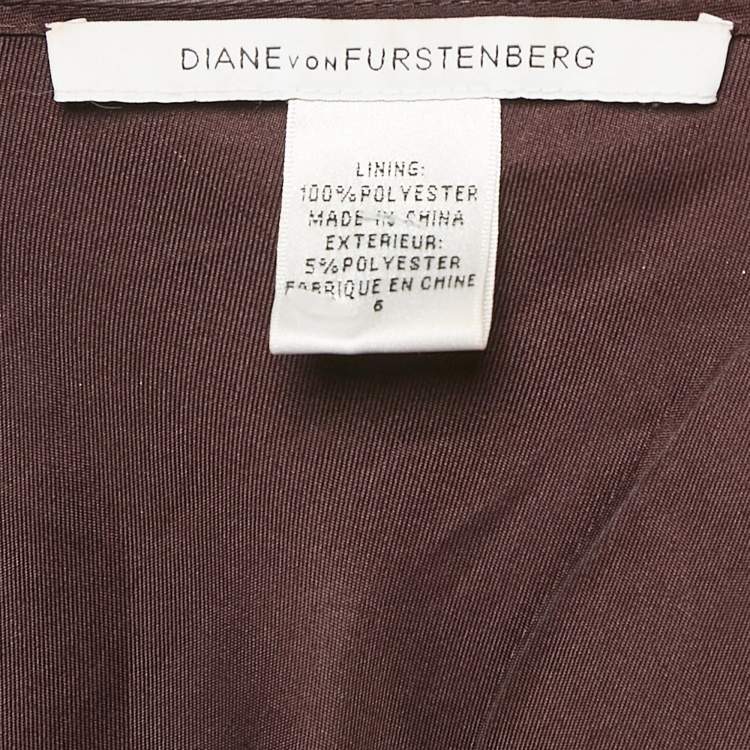 DIANE VON FURSTENBERG
LINING:
100%POLYESTER
MADE IN CHINA
EXTERIEUR:
5%POLYESTER
FABRIQUE EN CHINE
6